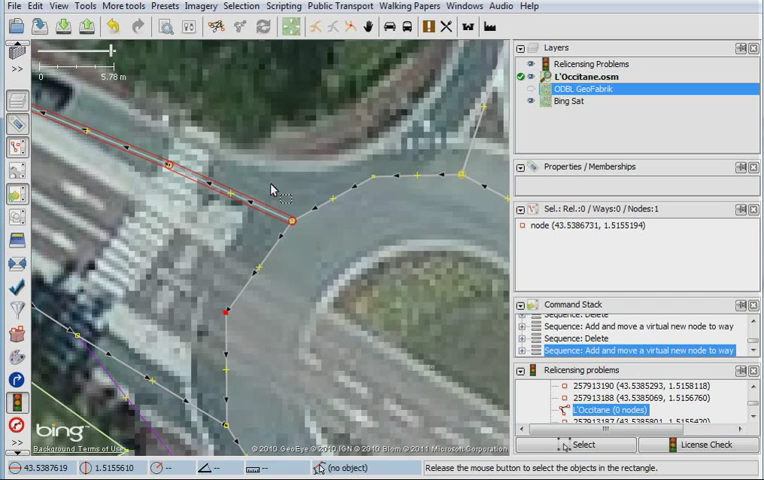 File Edit View Tools More tools Presets Imagery Selection Scripting Public Transport Walking Papers Windows Audio Help
0 5.78 m
Layers
Relicensing Problems
L'Occitane.osm
ODBL GeoFabrik
Bing Sat
Properties / Memberships
Sel.: Rel.:0 / Ways:0 / Nodes:1
node (43.5386731, 1.5155194)
Command Stack
Sequence: Delete
Sequence: Add and move a virtual new node to way
Sequence: Delete
Sequence: Add and move a virtual new node to way
Relicensing problems
257913190 (43.5385293, 1.5158118)
257913188 (43.5385069, 1.5156760)
L'Occitane (0 nodes)
257913187 (43.5385801, 1.5155420)
Select License Check
bing
Background Terms of Use
© 2010 GeoEye © 2010 IGN © 2010 Blom © 2011 Microsoft Corporation
43.5387619 1.5155610 -- -- -- (no object) Release the mouse button to select the objects in the rectangle.